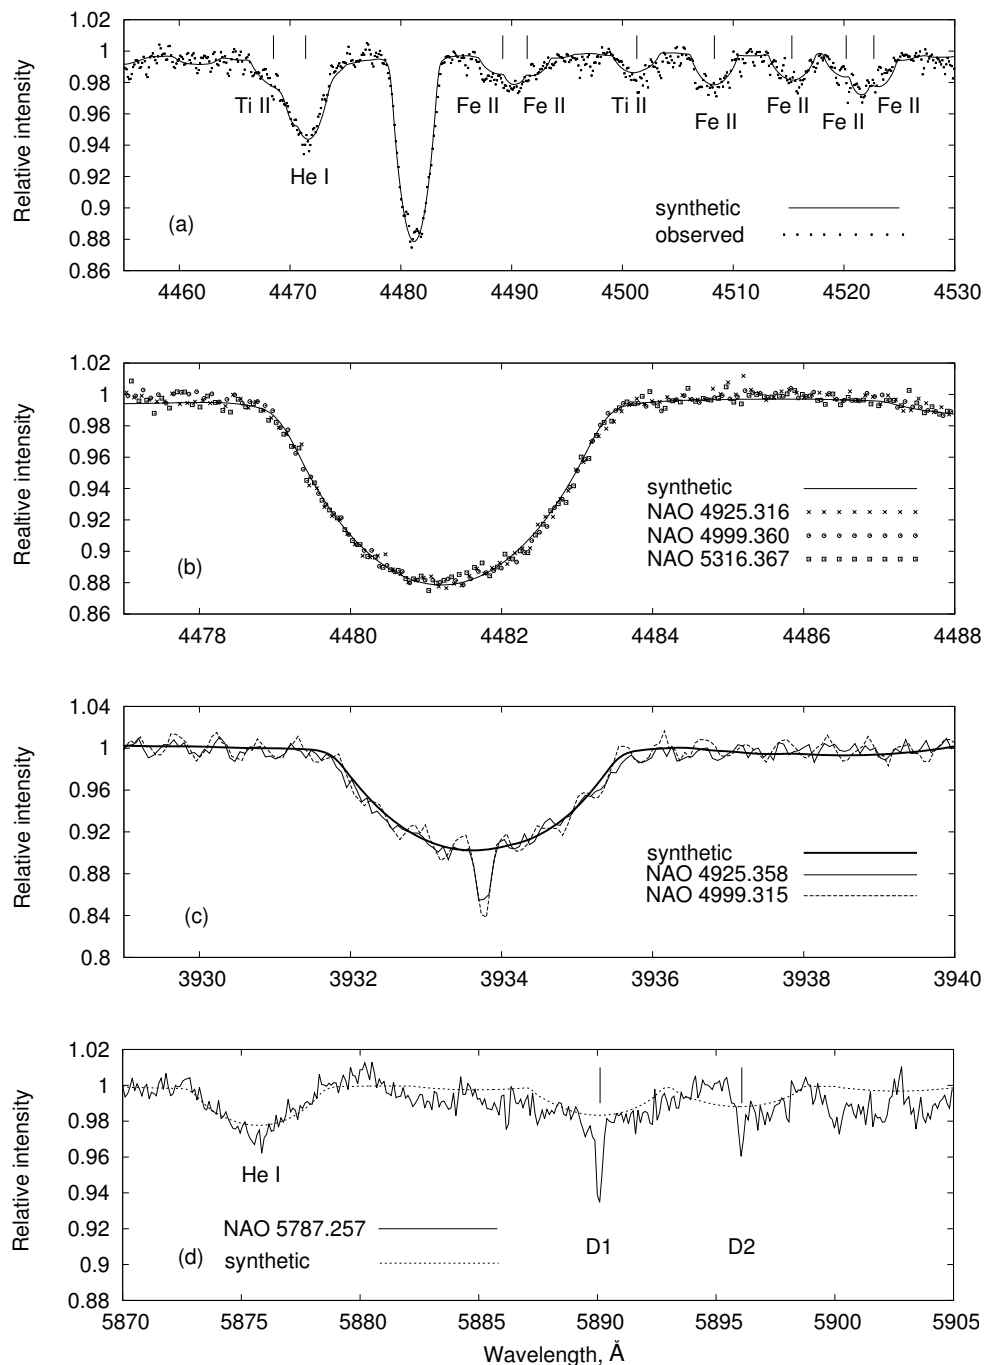 1.02
1
0.98
0.96
0.94
0.92
0.9
0.88
0.86
Relative intensity
Ti II
He I
Fe II
Fe II
Ti II
Fe II
Fe II
Fe II
Fe II
(a)
synthetic
observed
4460 4470 4480 4490 4500 4510 4520 4530
1.02
1
0.98
0.96
0.94
0.92
0.9
0.88
0.86
Realtive intensity
(b)
synthetic
NAO 4925.316
NAO 4999.360
NAO 5316.367
4478 4480 4482 4484 4486 4488
1.04
1
0.96
0.92
0.88
0.84
0.8
Relative intensity
(c)
synthetic
NAO 4925.358
NAO 4999.315
3930 3932 3934 3936 3938 3940
1.02
1
0.98
0.96
0.94
0.92
0.9
0.88
Relative intensity
He I
NAO 5787.257
(d) synthetic
D1
D2
5870 5875 5880 5885 5890 5895 5900 5905
Wavelength, Å